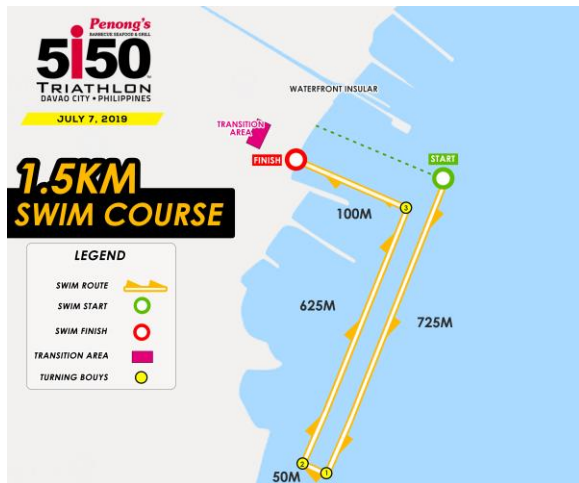 Penong's
BARBECUE SEAFOOD & GRILL
5i50
TRIATHLON
DAVAO CITY • PHILIPPINES
JULY 7, 2019
1.5KM
SWIM COURSE
LEGEND
SWIM ROUTE
SWIM START
SWIM FINISH
TRANSITION AREA
TURNING BOUYS
WATERFRONT INSULAR
TRANSITION
AREA
FINISH
START
100M
3
625M
725M
2
1
50M